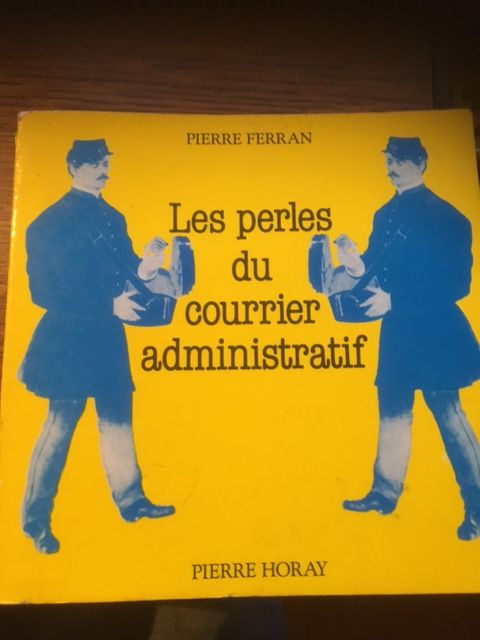 PIERRE FERRAN
Les perles
du
courrier
administratif
PIERRE HORAY